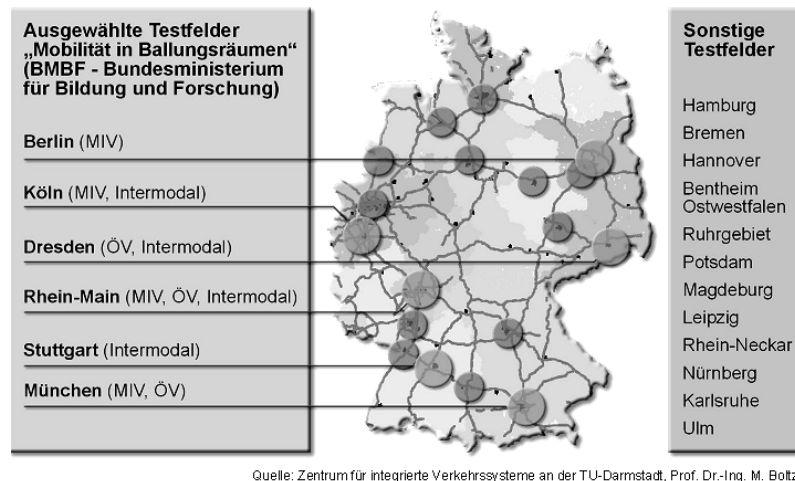 Ausgewählte Testfelder
„Mobilität in Ballungsräumen“
(BMBF - Bundesministerium
für Bildung und Forschung)
Berlin (MIV)
Köln (MIV, Intermodal)
Dresden (ÖV, Intermodal)
Rhein-Main (MIV, ÖV, Intermodal)
Stuttgart (Intermodal)
München (MIV, ÖV)
Sonstige
Testfelder
Hamburg
Bremen
Hannover
Bentheim
Ostwestfalen
Ruhrgebiet
Potsdam
Magdeburg
Leipzig
Rhein-Neckar
Nürnberg
Karlsruhe
Ulm
Quelle: Zentrum für integrierte Verkehrssysteme an der TU-Darmstadt, Prof. Dr.-Ing. M. Boltz